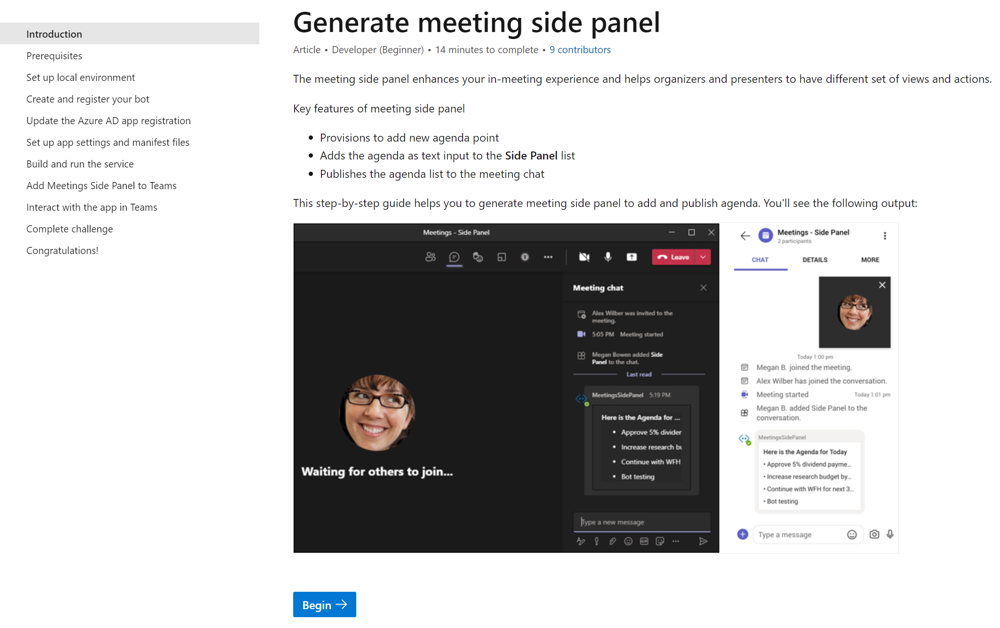 Introduction
Prerequisites
Set up local environment
Create and register your bot
Update the Azure AD app registration
Set up app settings and manifest files
Build and run the service
Add Meetings Side Panel to Teams
Interact with the app in Teams
Complete challenge
Congratulations!
Generate meeting side panel
Article • Developer (Beginner) • 14 minutes to complete • 9 contributors
The meeting side panel enhances your in-meeting experience and helps organizers and presenters to have different set of views and actions.
Key features of meeting side panel
• Provisions to add new agenda point
• Adds the agenda as text input to the Side Panel list
• Publishes the agenda list to the meeting chat
This step-by-step guide helps you to generate meeting side panel to add and publish agenda. You'll see the following output:
Meetings - Side Panel
Leave
Meeting chat
Alex Wilber was invited to the
meeting.
5:05 PM Meeting started
Megan Bowen added Side
Panel to the chat.
Last read
MeetingsSidePanel 5:19 PM
Here is the Agenda for ...
• Approve 5% divider
• Increase research bu
• Continue with WFH
• Bot testing
Type a new message
GIF
Waiting for others to join...
Meetings - Side Panel
2 participants
CHAT DETAILS MORE
Today 1:00 pm
Megan B. joined the meeting.
Alex Wilber has joined the conversation.
Meeting started Today 1:01 pm
Megan B. added Side Panel to the
conversation.
MeetingsSidePanel
Here is the Agenda for Today
• Approve 5% dividend payme...
• Increase research budget by...
• Continue with WFH for next 3...
• Bot testing
Type a message
Begin